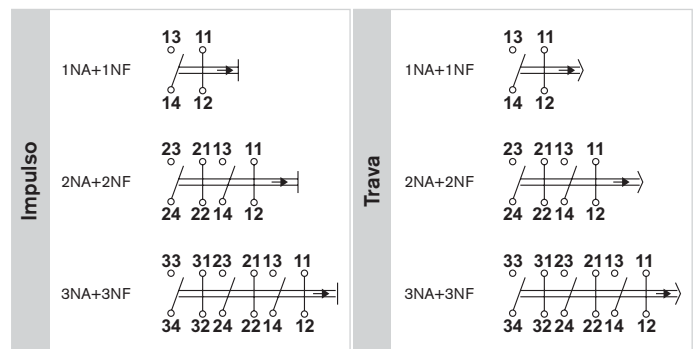 Impulso
13 11
1NA+1NF
14 12
23 21 13 11
2NA+2NF
24 22 14 12
33 31 23 21 13 11
3NA+3NF
34 32 24 22 14 12
Trava
13 11
1NA+1NF
14 12
23 21 13 11
2NA+2NF
24 22 14 12
33 31 23 21 13 11
3NA+3NF
34 32 24 22 14 12